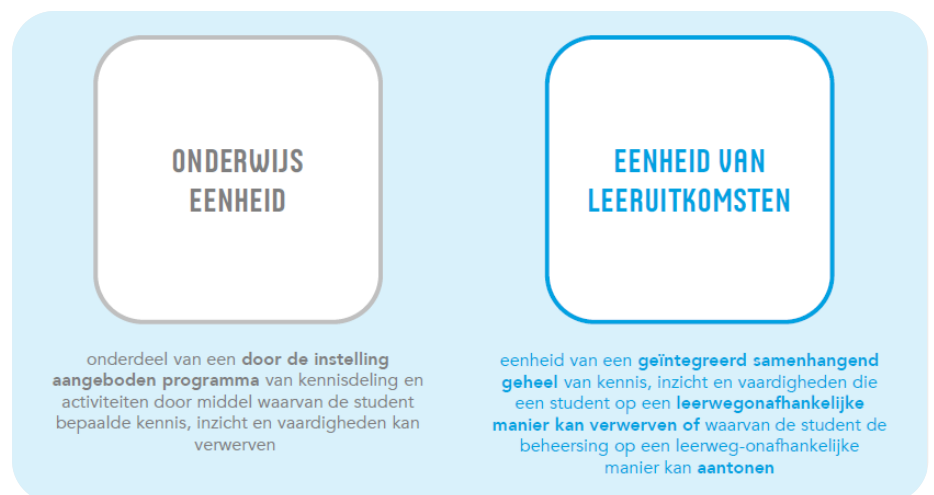 ONDERWIJS
EENHEID
onderdeel van een door de instelling
aangeboden programma van kennisdeling en
activiteiten door middel waarvan de student
bepaalde kennis, inzicht en vaardigheden kan
verwerven
EENHEID VAN
LEERUITKOMSTEN
eenheid van een geïntegreerd samenhangend
geheel van kennis, inzicht en vaardigheden die
een student op een leerwegonafhankelijke
manier kan verwerven of waarvan de student de
beheersing op een leerweg-onafhankelijke
manier kan aantonen